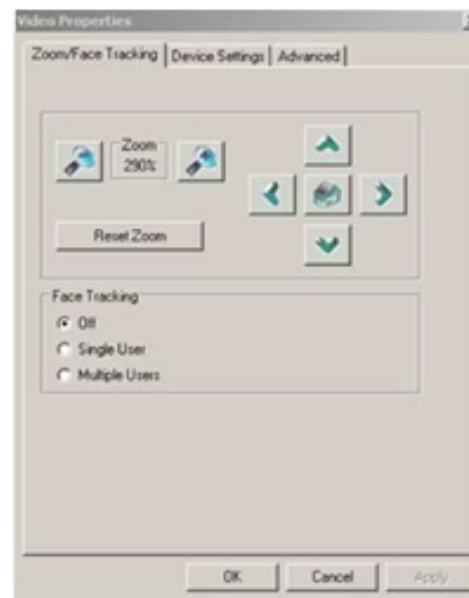 Video Properties
Zoom/Face Tracking Device Settings Advanced
Zoom
290%
Reset Zoom
Face Tracking
Off
Single User
Multiple Users
OK Cancel Apply